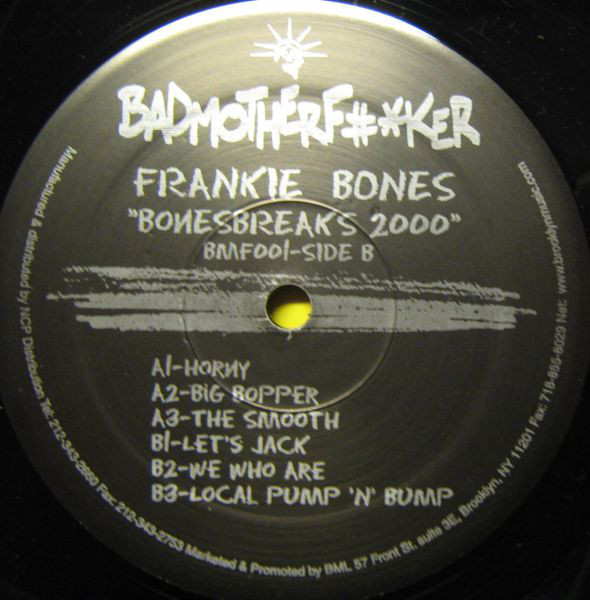 BADMOTHERF#*KER
FRANKIE BONES
"BONESBREAKS 2000"
BMF001-SIDE B
A1-HORNY
A2-BIG BOPPER
A3-THE SMOOTH
B1-LET'S JACK
B2-WE WHO ARE
B3-LOCAL PUMP 'N' BUMP
Manufactured & distributed by NCP Distribution Tel: 212-343-2660 Fax: 212-343-2753 Marketed & Promoted by BML 57 Front St. suite 3E, Brooklyn, NY 11201 Fax: 718-855-8029 Net: www.brooklynmusic.com